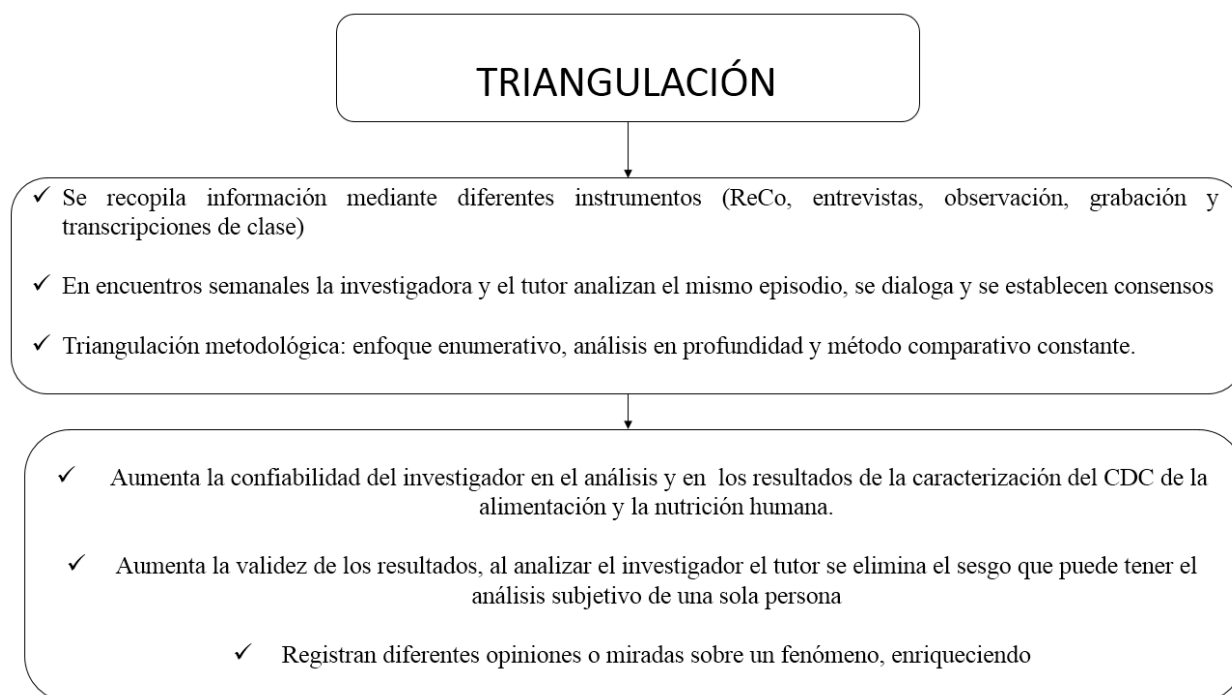 TRIANGULACIÓN
✓ Se recopila información mediante diferentes instrumentos (ReCo, entrevistas, observación, grabación y
transcripciones de clase)
✓ En encuentros semanales la investigadora y el tutor analizan el mismo episodio, se dialoga y se establecen consensos
✓ Triangulación metodológica: enfoque enumerativo, análisis en profundidad y método comparativo constante.
✓ Aumenta la confiabilidad del investigador en el análisis y en los resultados de la caracterización del CDC de la
alimentación y la nutrición humana.
✓ Aumenta la validez de los resultados, al analizar el investigador el tutor se elimina el sesgo que puede tener el
análisis subjetivo de una sola persona
✓ Registran diferentes opiniones o miradas sobre un fenómeno, enriqueciendo